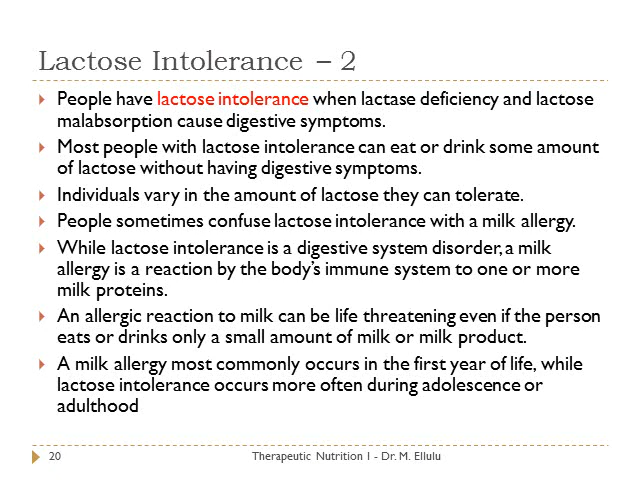 Lactose Intolerance – 2
People have lactose intolerance when lactase deficiency and lactose
malabsorption cause digestive symptoms.
Most people with lactose intolerance can eat or drink some amount
of lactose without having digestive symptoms.
Individuals vary in the amount of lactose they can tolerate.
People sometimes confuse lactose intolerance with a milk allergy.
While lactose intolerance is a digestive system disorder, a milk
allergy is a reaction by the body's immune system to one or more
milk proteins.
An allergic reaction to milk can be life threatening even if the person
eats or drinks only a small amount of milk or milk product.
A milk allergy most commonly occurs in the first year of life, while
lactose intolerance occurs more often during adolescence or
adulthood
20 Therapeutic Nutrition I - Dr. M. Ellulu